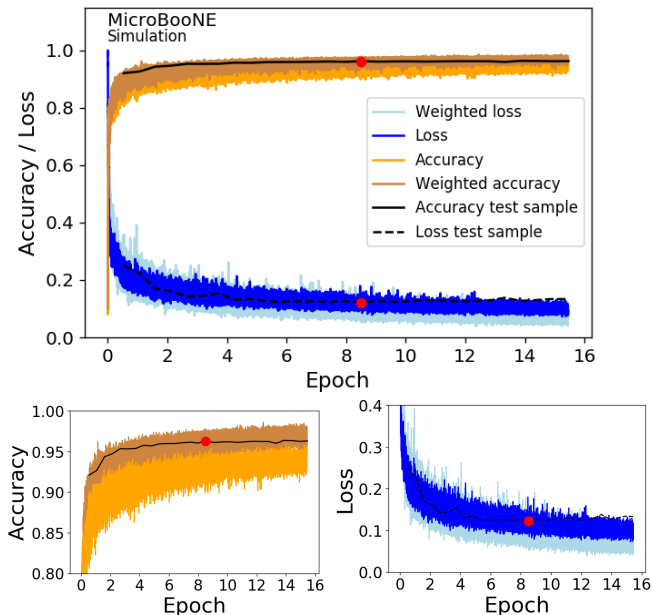 MicroBooNE
Simulation
Accuracy / Loss
1.0
0.8
0.6
0.4
0.2
0.0
Weighted loss
Loss
Accuracy
Weighted accuracy
Accuracy test sample
Loss test sample
0 2 4 6 8 10 12 14 16
Epoch
Accuracy
1.00
0.95
0.90
0.85
0.80
0 2 4 6 8 10 12 14 16
Epoch
Loss
0.4
0.3
0.2
0.1
0.0
0 2 4 6 8 10 12 14 16
Epoch